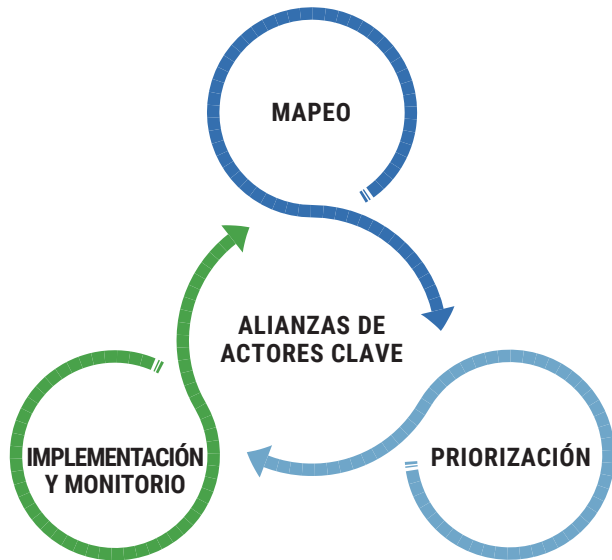 MAPEO
ALIANZAS DE
ACTORES CLAVE
IMPLEMENTACIÓN
Y MONITORIO
PRIORIZACIÓN